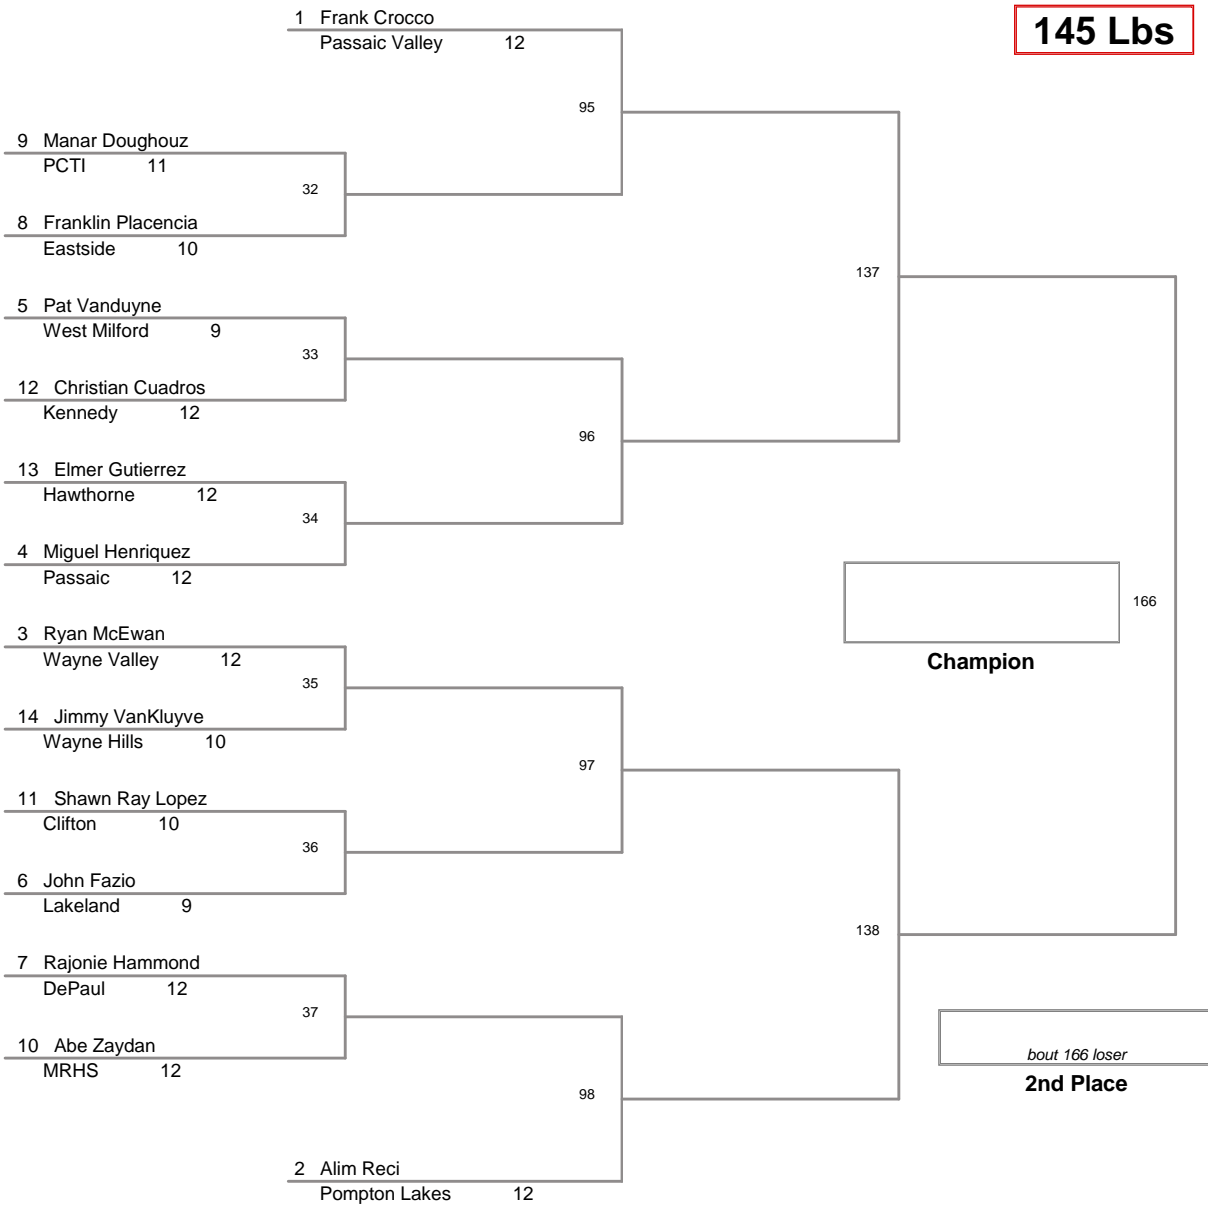 1 Frank Crocco
145 Lbs
Passaic Valley 12
95
9 Manar Doughouz
PCTI 11
32
8 Franklin Placencia
Eastside 10
137
5 Pat Vanduyne
West Milford 9
33
12 Christian Cuadros
Kennedy 12
96
13 Elmer Gutierrez
Hawthorne 12
34
4 Miguel Henriquez
Passaic 12
166
3 Ryan McEwan
Wayne Valley 12
Champion
35
14 Jimmy VanKluyve
Wayne Hills 10
97
11 Shawn Ray Lopez
Clifton 10
36
6 John Fazio
Lakeland 9
138
7 Rajonie Hammond
DePaul 12
37
10 Abe Zaydan
MRHS 12
bout 166 loser
2nd Place
98
2 Alim Reci
Pompton Lakes 12